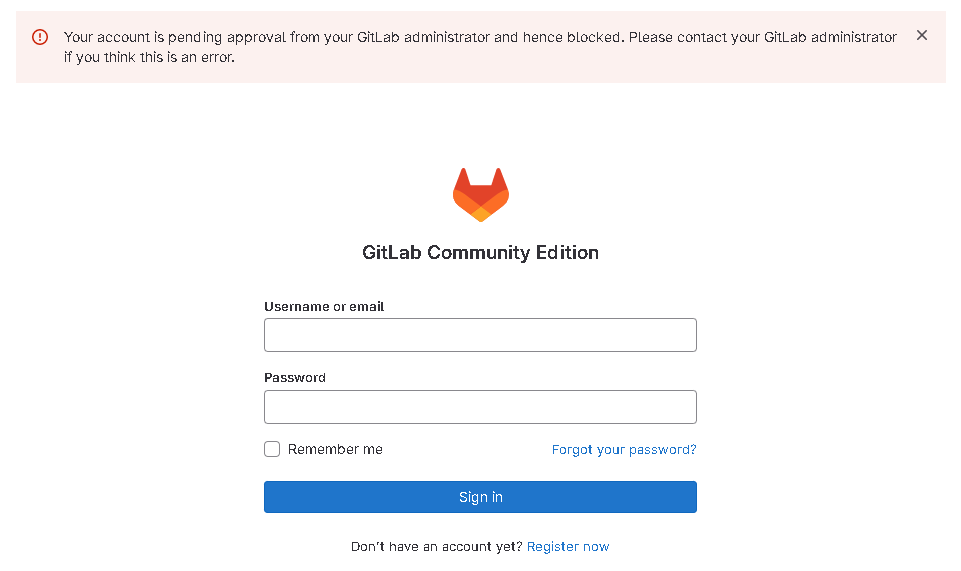 Your account is pending approval from your GitLab administrator and hence blocked. Please contact your GitLab administrator
if you think this is an error.
GitLab Community Edition
Username or email
Password
Remember me
Forgot your password?
Sign in
Don't have an account yet? Register now